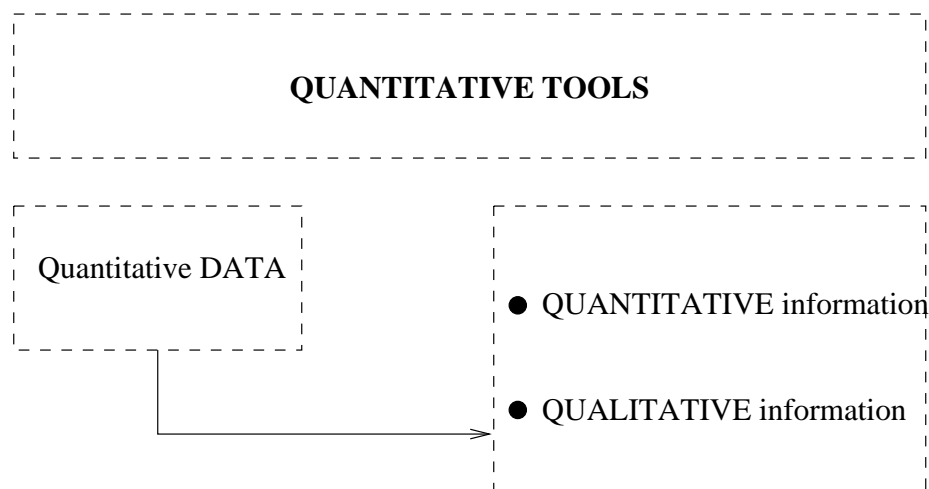 QUANTITATIVE TOOLS
Quantitative DATA
● QUANTITATIVE information
● QUALITATIVE information